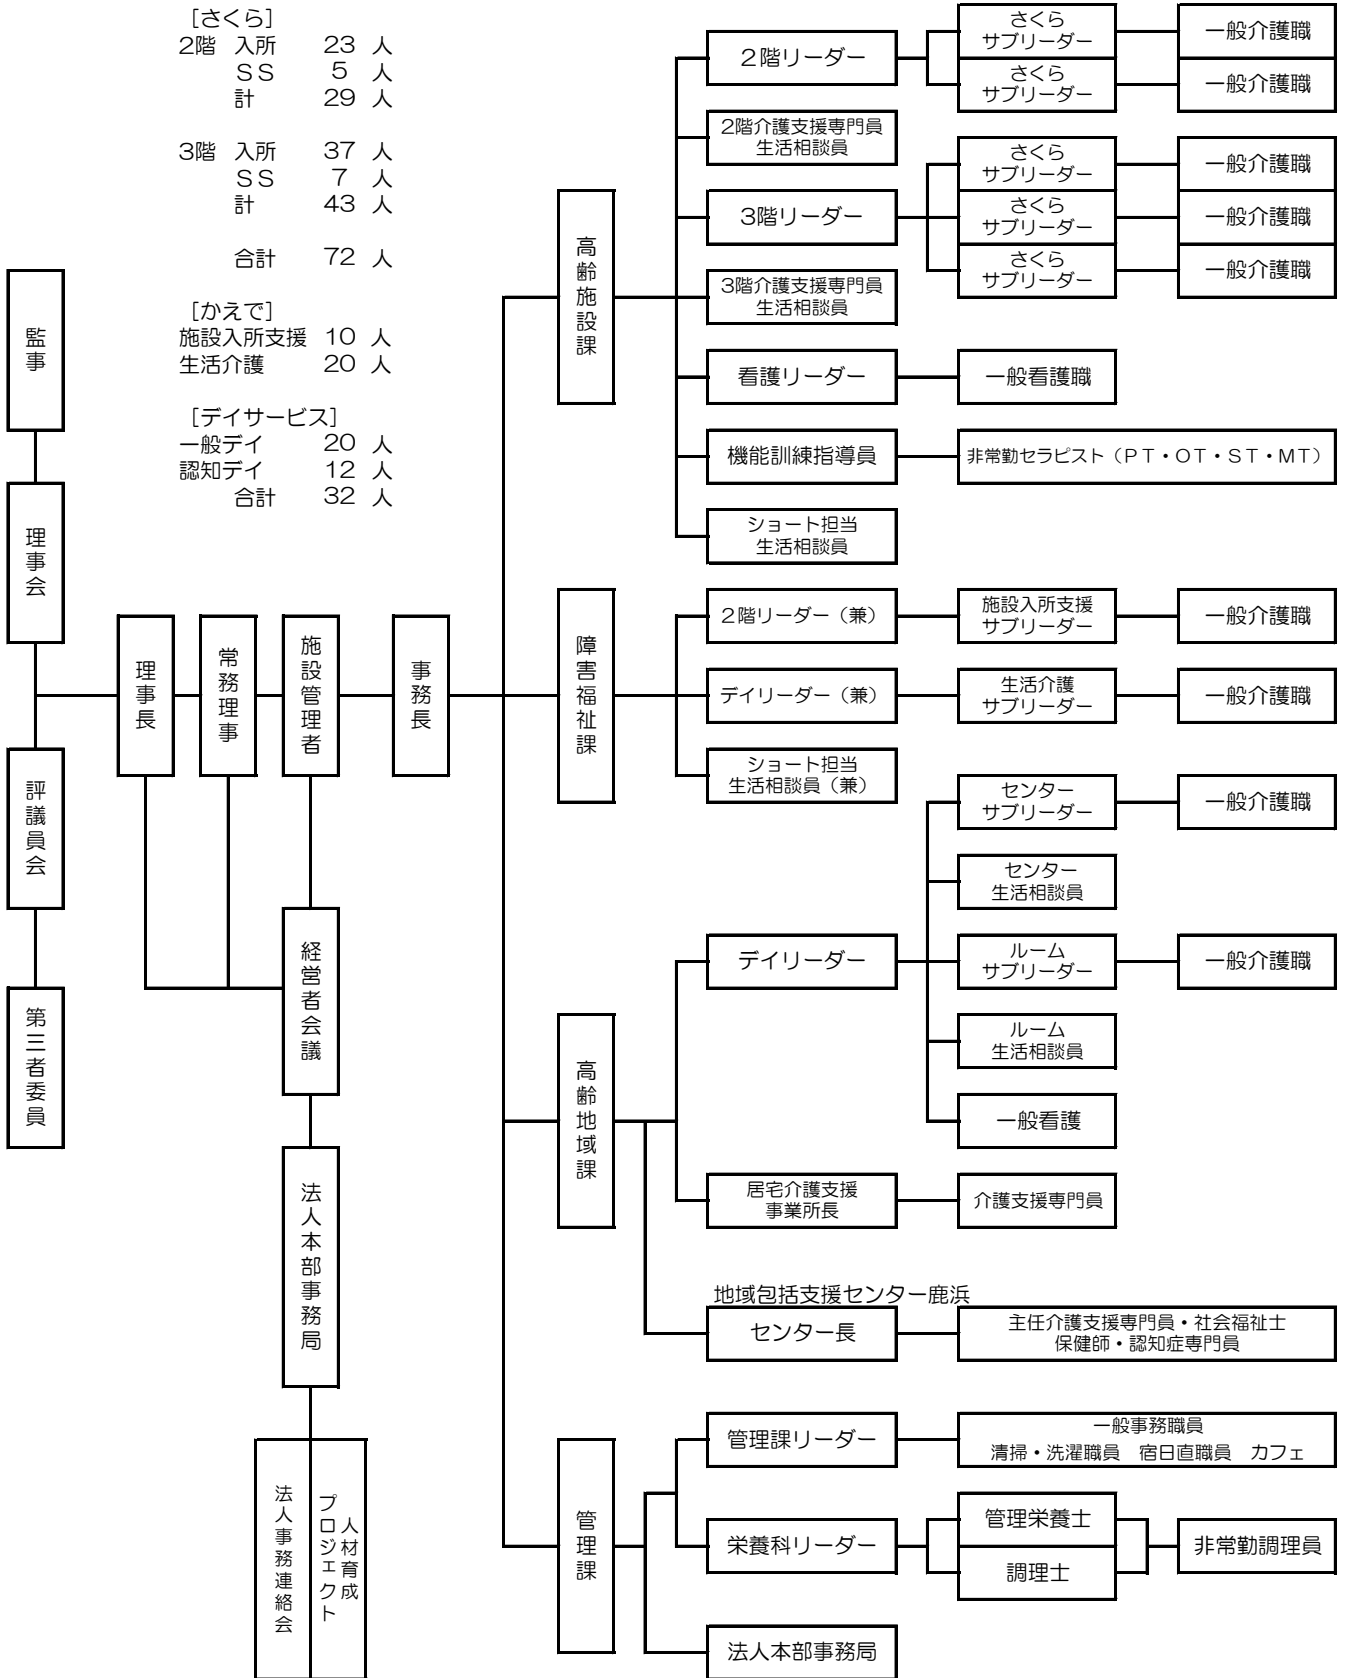 [さくら]
2階 入所 23 人
SS 5 人
計 29 人
3階 入所 37 人
SS 7 人
計 43 人
合計 72 人
[かえで]
施設入所支援 10 人
生活介護 20 人
[デイサービス]
一般デイ 20 人
認知デイ 12 人
合計 32 人
監事
理事会
評議員会
第三者委員
理事長
常務理事
施設管理者
事務長
経営者会議
法人本部事務局
法人事務連絡会
人材育成
プロジェクト
高齢施設課
2階リーダー
さくら
サブリーダー
一般介護職
さくら
サブリーダー
一般介護職
2階介護支援専門員
生活相談員
3階リーダー
さくら
サブリーダー
一般介護職
さくら
サブリーダー
一般介護職
さくら
サブリーダー
一般介護職
3階介護支援専門員
生活相談員
看護リーダー
一般看護職
機能訓練指導員
非常勤セラピスト（PT・OT・ST・MT）
ショート担当
生活相談員
障害福祉課
2階リーダー（兼）
施設入所支援
サブリーダー
一般介護職
デイリーダー（兼）
生活介護
サブリーダー
一般介護職
ショート担当
生活相談員（兼）
高齢地域課
デイリーダー
センター
サブリーダー
一般介護職
センター
生活相談員
ルーム
サブリーダー
一般介護職
ルーム
生活相談員
一般看護
居宅介護支援
事業所長
介護支援専門員
地域包括支援センター鹿浜
センター長
主任介護支援専門員・社会福祉士
保健師・認知症専門員
管理課
管理課リーダー
一般事務職員
清掃・洗濯職員　宿日直職員　カフェ
栄養科リーダー
管理栄養士
調理士
非常勤調理員
法人本部事務局